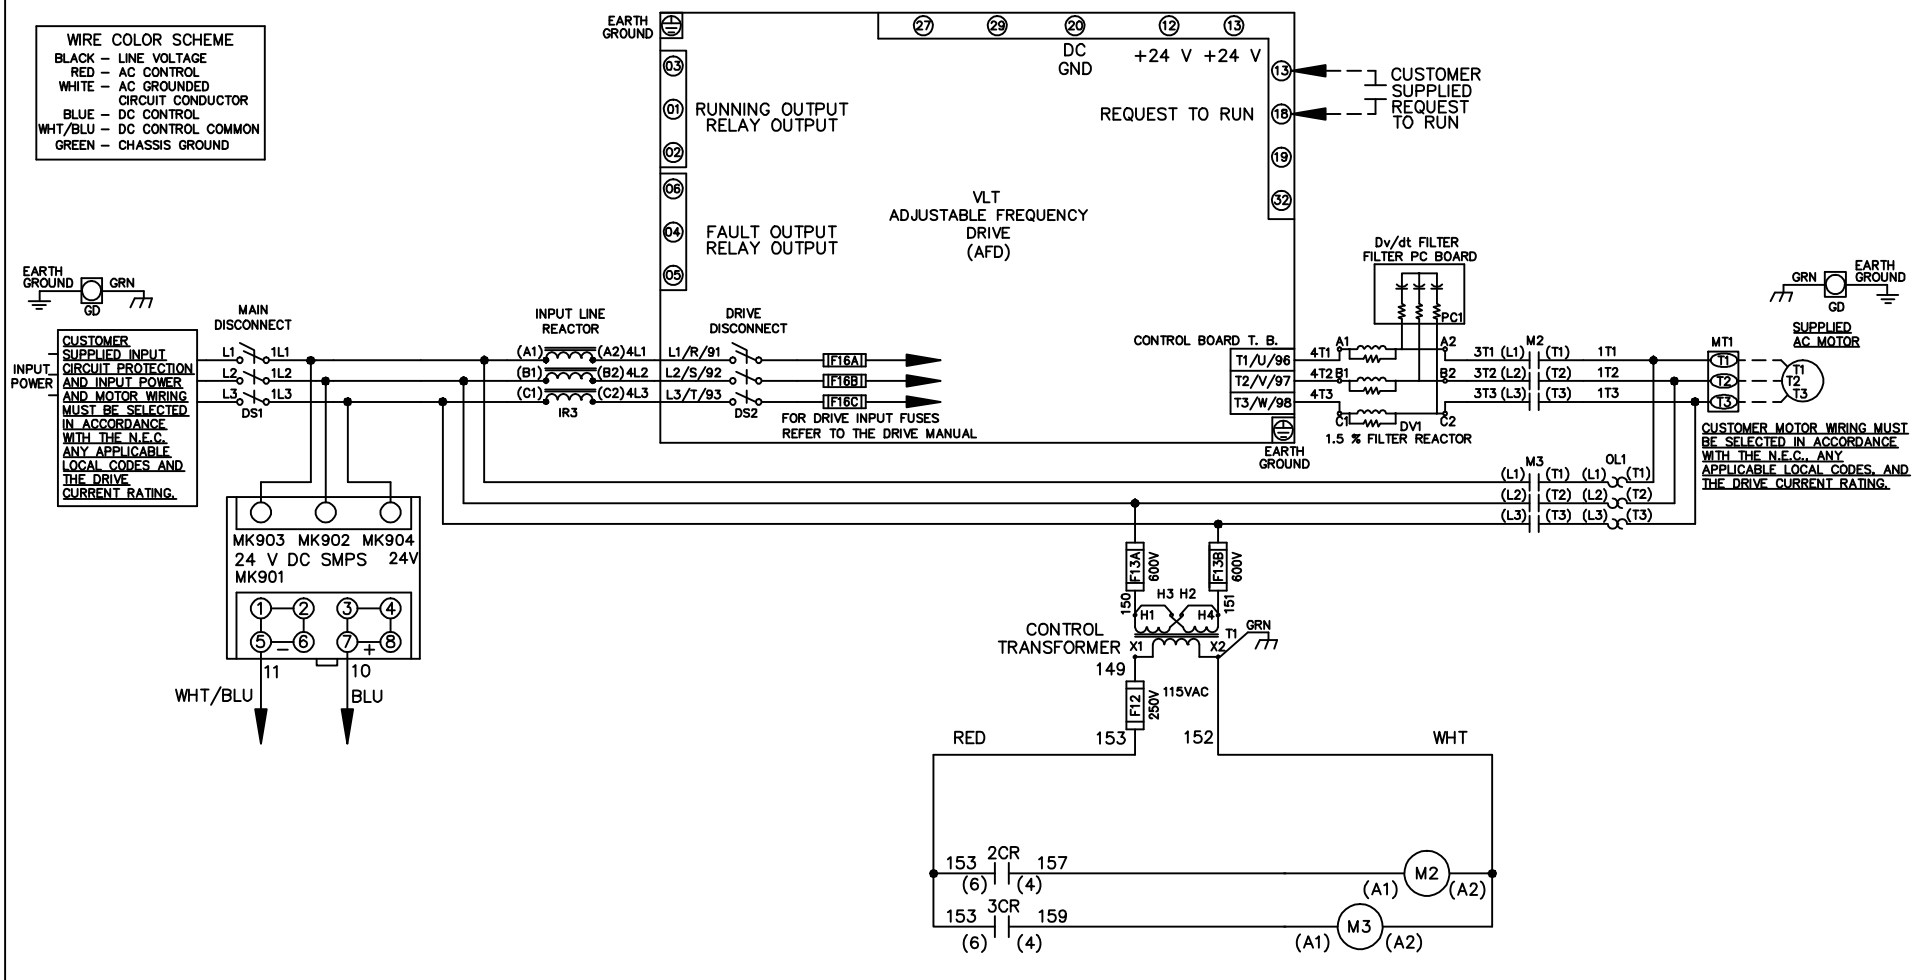 WIRE COLOR SCHEME
BLACK – LINE VOLTAGE
RED – AC CONTROL
WHITE – AC GROUNDED
CIRCUIT CONDUCTOR
BLUE – DC CONTROL
WHT/BLU – DC CONTROL COMMON
GREEN – CHASSIS GROUND
EARTH
GROUND
27
29
20
12
13
DC
GND
+24 V
+24 V
03
01
02
RUNNING OUTPUT
RELAY OUTPUT
06
04
05
FAULT OUTPUT
RELAY OUTPUT
VLT
ADJUSTABLE FREQUENCY
DRIVE
(AFD)
REQUEST TO RUN
13
18
19
32
CUSTOMER
SUPPLIED
REQUEST
TO RUN
EARTH
GROUND
GRN
GD
INPUT
POWER
CUSTOMER
SUPPLIED INPUT
CIRCUIT PROTECTION
AND INPUT POWER
AND MOTOR WIRING
MUST BE SELECTED
IN ACCORDANCE
WITH THE N.E.C.
ANY APPLICABLE
LOCAL CODES AND
THE DRIVE
CURRENT RATING.
MAIN
DISCONNECT
L1 1L1
L2 1L2
L3 1L3
DS1
INPUT LINE
REACTOR
(A1) (A2) 4L1
(B1) (B2) 4L2
(C1) (C2) 4L3
IR3
DRIVE
DISCONNECT
L1/R/91
L2/S/92
L3/T/93
DS2
F16A
F16B
F16C
FOR DRIVE INPUT FUSES
REFER TO THE DRIVE MANUAL
CONTROL BOARD T. B.
T1/U/96
T2/V/97
T3/W/98
EARTH
GROUND
4T1
4T2
4T3
Dv/dt FILTER
FILTER PC BOARD
PC1
A1 A2
B1 B2
C1 C2
DV1
1.5 % FILTER REACTOR
M2
3T1 (L1) (T1) 1T1
3T2 (L2) (T2) 1T2
3T3 (L3) (T3) 1T3
MT1
T1
T2
T3
GRN
GD
EARTH
GROUND
SUPPLIED
AC MOTOR
T1
T2
T3
CUSTOMER MOTOR WIRING MUST
BE SELECTED IN ACCORDANCE
WITH THE N.E.C., ANY
APPLICABLE LOCAL CODES, AND
THE DRIVE CURRENT RATING.
M3 OL1
(L1) (T1) (L1) (T1)
(L2) (T2) (L2) (T2)
(L3) (T3) (L3) (T3)
MK903 MK902 MK904
24 V DC SMPS 24V
MK901
1 2 3 4
5 – 6 7 + 8
11
10
WHT/BLU
BLU
F13A
600V
F13B
600V
150
151
H3 H2
H1 H4
CONTROL
TRANSFORMER
X1 X2
T1
GRN
149
F12
250V
115VAC
RED
153
152
WHT
153 2CR 157
(6) (4)
M2
(A1) (A2)
153 3CR 159
(6) (4)
M3
(A1) (A2)